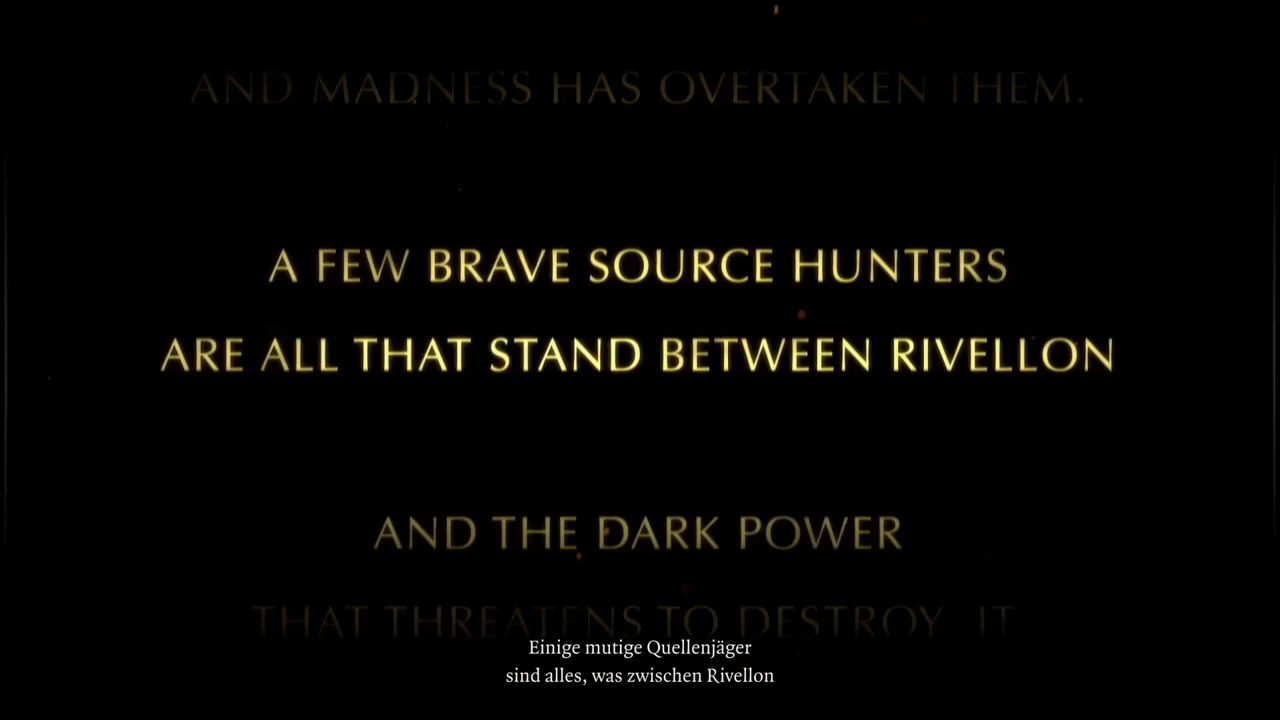 AND MADNESS HAS OVERTAKEN THEM.
A FEW BRAVE SOURCE HUNTERS
ARE ALL THAT STAND BETWEEN RIVELLON
AND THE DARK POWER
THAT THREATENS TO DESTROY IT
Einige mutige Quellenjäger
sind alles, was zwischen Rivellon